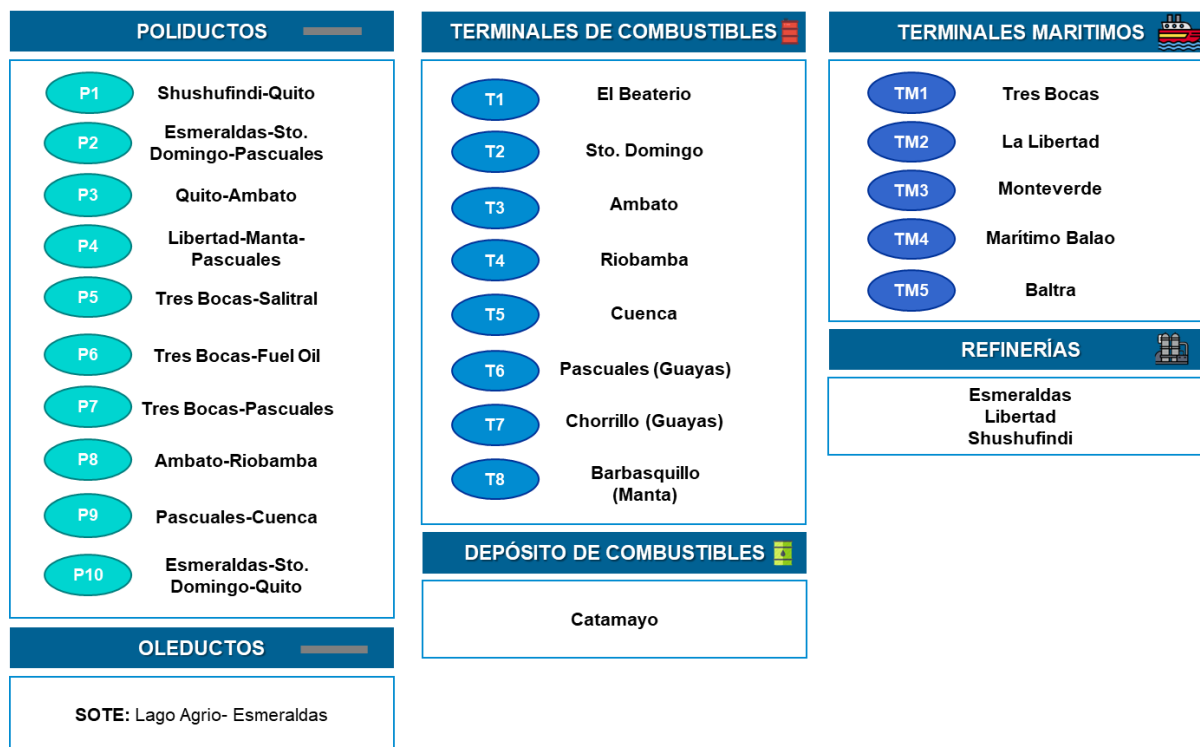 POLIDUCTOS
P1
Shushufindi-Quito
P2
Esmeraldas-Sto.
Domingo-Pascuales
P3
Quito-Ambato
P4
Libertad-Manta-
Pascuales
P5
Tres Bocas-Salitral
P6
Tres Bocas-Fuel Oil
P7
Tres Bocas-Pascuales
P8
Ambato-Riobamba
P9
Pascuales-Cuenca
P10
Esmeraldas-Sto.
Domingo-Quito
OLEDUCTOS
SOTE: Lago Agrio- Esmeraldas
TERMINALES DE COMBUSTIBLES
T1
El Beaterio
T2
Sto. Domingo
T3
Ambato
T4
Riobamba
T5
Cuenca
T6
Pascuales (Guayas)
T7
Chorrillo (Guayas)
T8
Barbasquillo
(Manta)
DEPÓSITO DE COMBUSTIBLES
Catamayo
TERMINALES MARITIMOS
TM1
Tres Bocas
TM2
La Libertad
TM3
Monteverde
TM4
Marítimo Balao
TM5
Baltra
REFINERÍAS
Esmeraldas
Libertad
Shushufindi